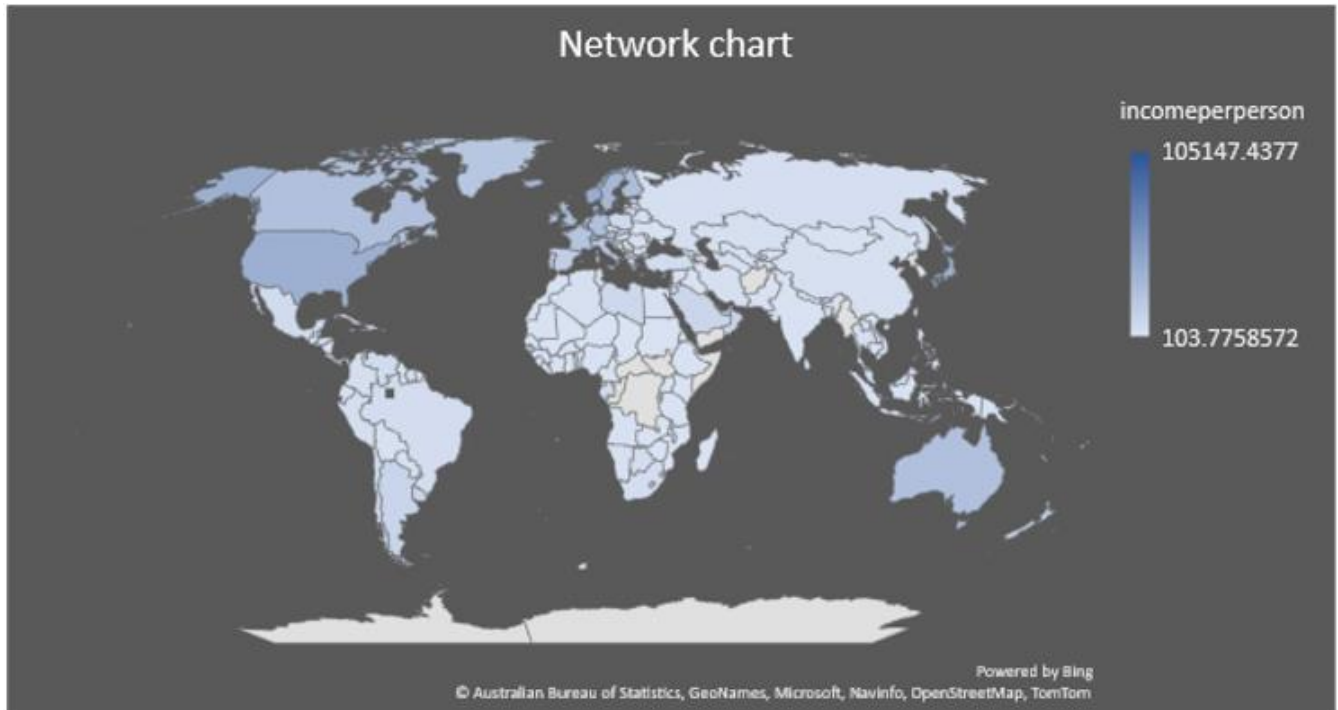 Network chart
incomeperperson
105147.4377
103.7758572
Powered by Bing
© Australian Bureau of Statistics, GeoNames, Microsoft, Navinfo, OpenStreetMap, TomTom